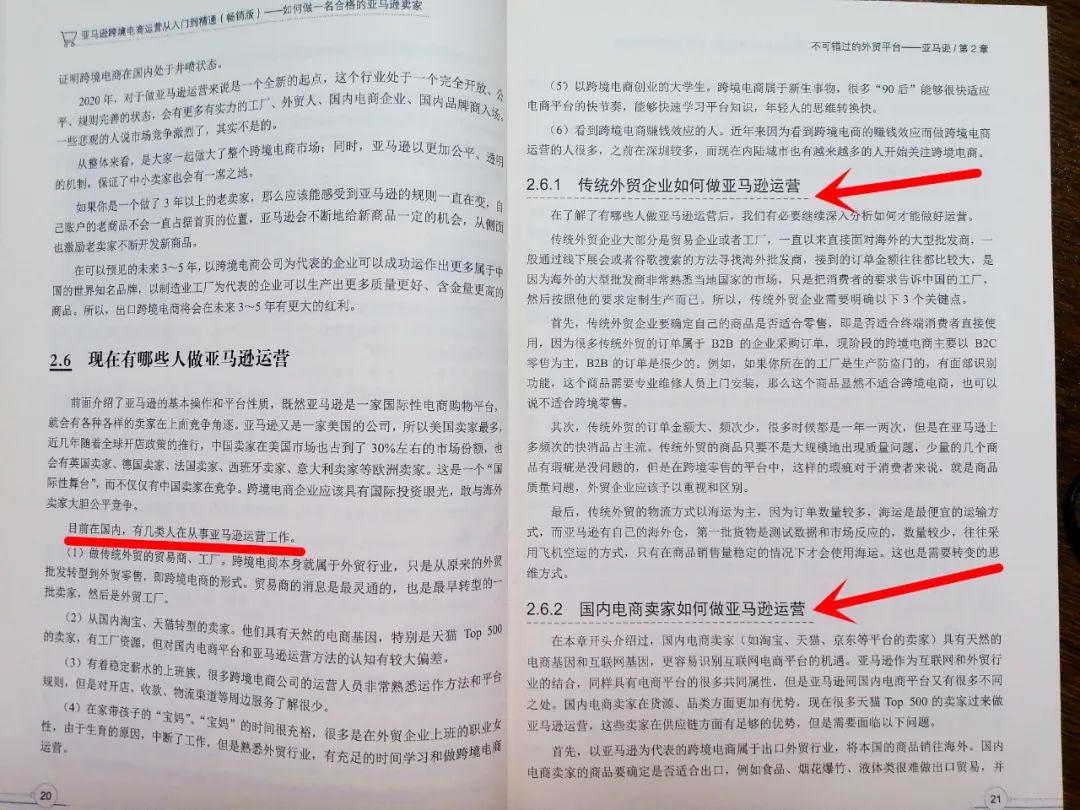 亚马逊跨境电商运营从入门到精通（畅销版）——如何做一名合格的亚马逊卖家
证明跨境电商在国内处于井喷状态。
2020 年，对于做亚马逊运营来说是一个全新的起点，这个行业处于一个完全开放、公
平、规则完善的状态，会有更多有实力的工厂、外贸人、国内电商企业、国内品牌商入场。
一些悲观的人说市场竞争激烈了，其实不是的。
从整体来看，是大家一起做大了整个跨境电商市场；同时，亚马逊以更加公平、透明
的机制，保证了中小卖家也会有一席之地。
如果你是一个做了 3 年以上的老卖家，那么应该能感受到亚马逊的规则一直在变，自
己账户的老商品不会一直占据首页的位置，亚马逊会不断地给新商品一定的机会，从侧面
也激励老卖家不断开发新商品。
在可以预见的未来 3~5 年，以跨境电商公司为代表的企业可以成功运作出更多属于中
国的世界知名品牌，以制造业工厂为代表的企业可以生产出更多质量更好、含金量更高的
商品。所以，出口跨境电商将会在未来 3~5 年有更大的红利。
2.6 现在有哪些人做亚马逊运营
前面介绍了亚马逊的基本操作和平台性质，既然亚马逊是一家国际性电商购物平台，
就会有各种各样的卖家在上面竞争角逐。亚马逊又是一家美国的公司，所以美国卖家最多，
近几年随着全球开店政策的推行，中国卖家在美国市场也占到了 30%左右的市场份额，也
会有英国卖家、德国卖家、法国卖家、西班牙卖家、意大利卖家等欧洲卖家。这是一个“国
际性舞台”，而不仅仅有中国卖家在竞争。跨境电商企业应该具有国际投资眼光，敢与海外
卖家大胆公平竞争。
目前在国内，有几类人在从事亚马逊运营工作。
（1）做传统外贸的贸易商、工厂。跨境电商本身就属于外贸行业，只是从原来的外贸
批发转型到外贸零售，即跨境电商的形式。贸易商的消息是最灵通的，也是最早转型的一
批卖家，然后是外贸工厂。
（2）从国内淘宝、天猫转型的卖家。他们具有天然的电商基因，特别是天猫 Top 500
的卖家，有工厂资源，但对国内电商平台和亚马逊运营方法的认知有较大偏差，
（3）有着稳定薪水的上班族，很多跨境电商公司的运营人员非常熟悉运作方法和平台
规则，但是对开店、收款、物流渠道等周边服务了解很少。
（4）在家带孩子的“宝妈”。“宝妈”的时间很充裕，很多是在外贸企业上班的职业女
性，由于生育的原因，中断了工作，但是熟悉外贸行业，有充足的时间学习和做跨境电商
运营。
20
不可错过的外贸平台——亚马逊 / 第 2 章
（5）以跨境电商创业的大学生。跨境电商属于新生事物，很多“90 后”能够很快适应
电商平台的快节奏，能够快速学习平台知识，年轻人的思维转换快。
（6）看到跨境电商赚钱效应的人。近年来因为看到跨境电商的赚钱效应而做跨境电商
运营的人很多，之前在深圳较多，而现在内陆城市也有越来越多的人开始关注跨境电商。
2.6.1 传统外贸企业如何做亚马逊运营
在了解了有哪些人做亚马逊运营后，我们有必要继续深入分析如何才能做好运营。
传统外贸企业大部分是贸易企业或者工厂，一直以来直接面对海外的大型批发商，一
般通过线下展会或者谷歌搜索的方法寻找海外批发商，接到的订单金额往往都比较大，是
因为海外的大型批发商非常熟悉当地国家的市场，只是把消费者的要求告诉中国的工厂，
然后按照他的要求定制生产而已。所以，传统外贸企业需要明确以下 3 个关键点。
首先，传统外贸企业要确定自己的商品是否适合零售，即是否适合终端消费者直接使
用，因为很多传统外贸的订单属于 B2B 的企业采购订单，现阶段的跨境电商主要以 B2C
零售为主，B2B 的订单是很少的。例如，如果你所在的工厂是生产防盗门的，有面部识别
功能，这个商品需要专业维修人员上门安装，那么这个商品显然不适合跨境电商，也可以
说不适合跨境零售。
其次，传统外贸的订单金额大、频次少，很多时候都是一年一两次，但是在亚马逊上
多频次的快消品占主流。传统外贸的商品只要不是大规模地出现质量问题，少量的几个商
品有瑕疵是没问题的，但是在跨境零售的平台中，这样的瑕疵对于消费者来说，就是商品
质量问题，外贸企业应该予以重视和区别。
最后，传统外贸的物流方式以海运为主，因为订单数量较多，海运是最便宜的运输方
式，而亚马逊有自己的海外仓，第一批货物是测试数据和市场反应的，数量较少，往往采
用飞机空运的方式，只有在商品销售量稳定的情况下才会使用海运。这也是需要转变的思
维方式。
2.6.2 国内电商卖家如何做亚马逊运营
在本章开头介绍过，国内电商卖家（如淘宝、天猫、京东等平台的卖家）具有天然的
电商基因和互联网基因，更容易识别互联网电商平台的机遇。亚马逊作为互联网和外贸行
业的结合，同样具有电商平台的很多共同属性，但是亚马逊同国内电商平台又有很多不同
之处。国内电商卖家在货源、品类方面更加有优势，现在很多天猫 Top 500 的卖家过来做
亚马逊运营，这些卖家在供应链方面有足够的优势，但是需要面临以下问题。
首先，以亚马逊为代表的跨境电商属于出口外贸行业，将本国的商品销往海外。国内
电商卖家的商品要确定是否适合出口，例如食品、烟花爆竹、液体类很难做出口贸易，并
21